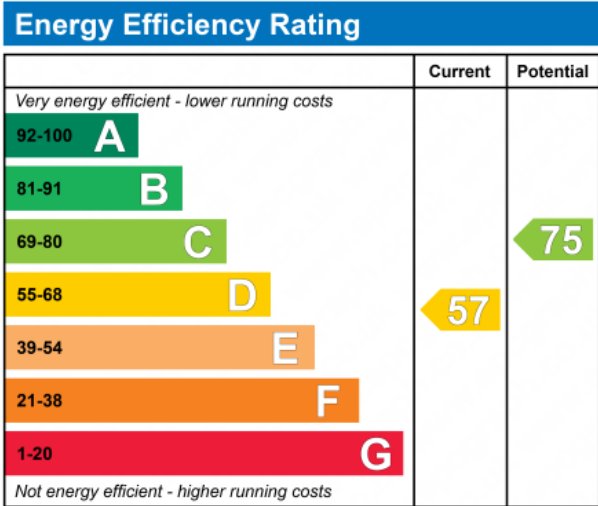 Energy Efficiency Rating
Current Potential
Very energy efficient - lower running costs
92-100 A
81-91 B
69-80 C 75
55-68 D 57
39-54 E
21-38 F
1-20 G
Not energy efficient - higher running costs